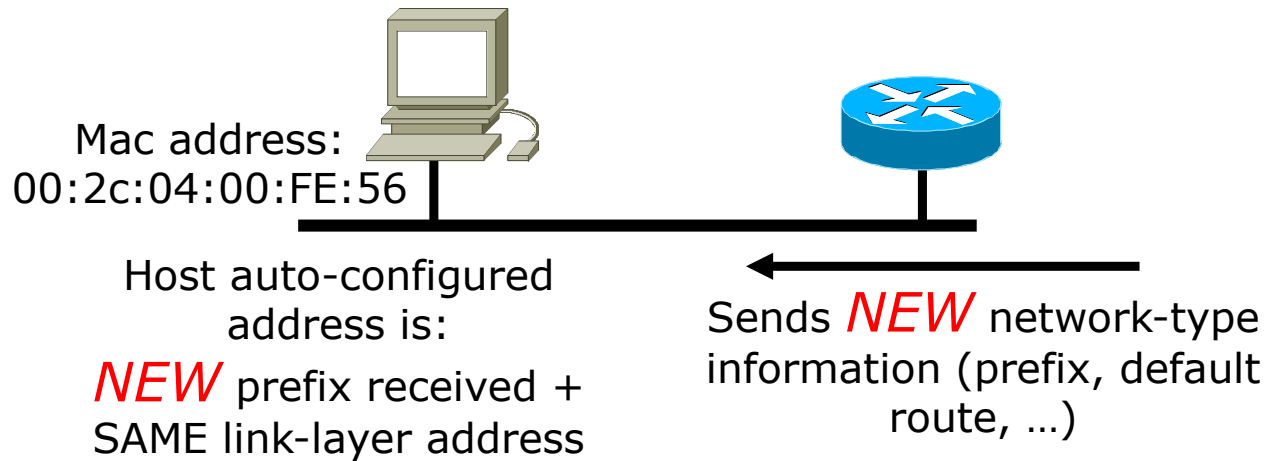 Mac address:
00:2c:04:00:FE:56
Host auto-configured
address is:
NEW prefix received +
SAME link-layer address
Sends NEW network-type
information (prefix, default
route, …)